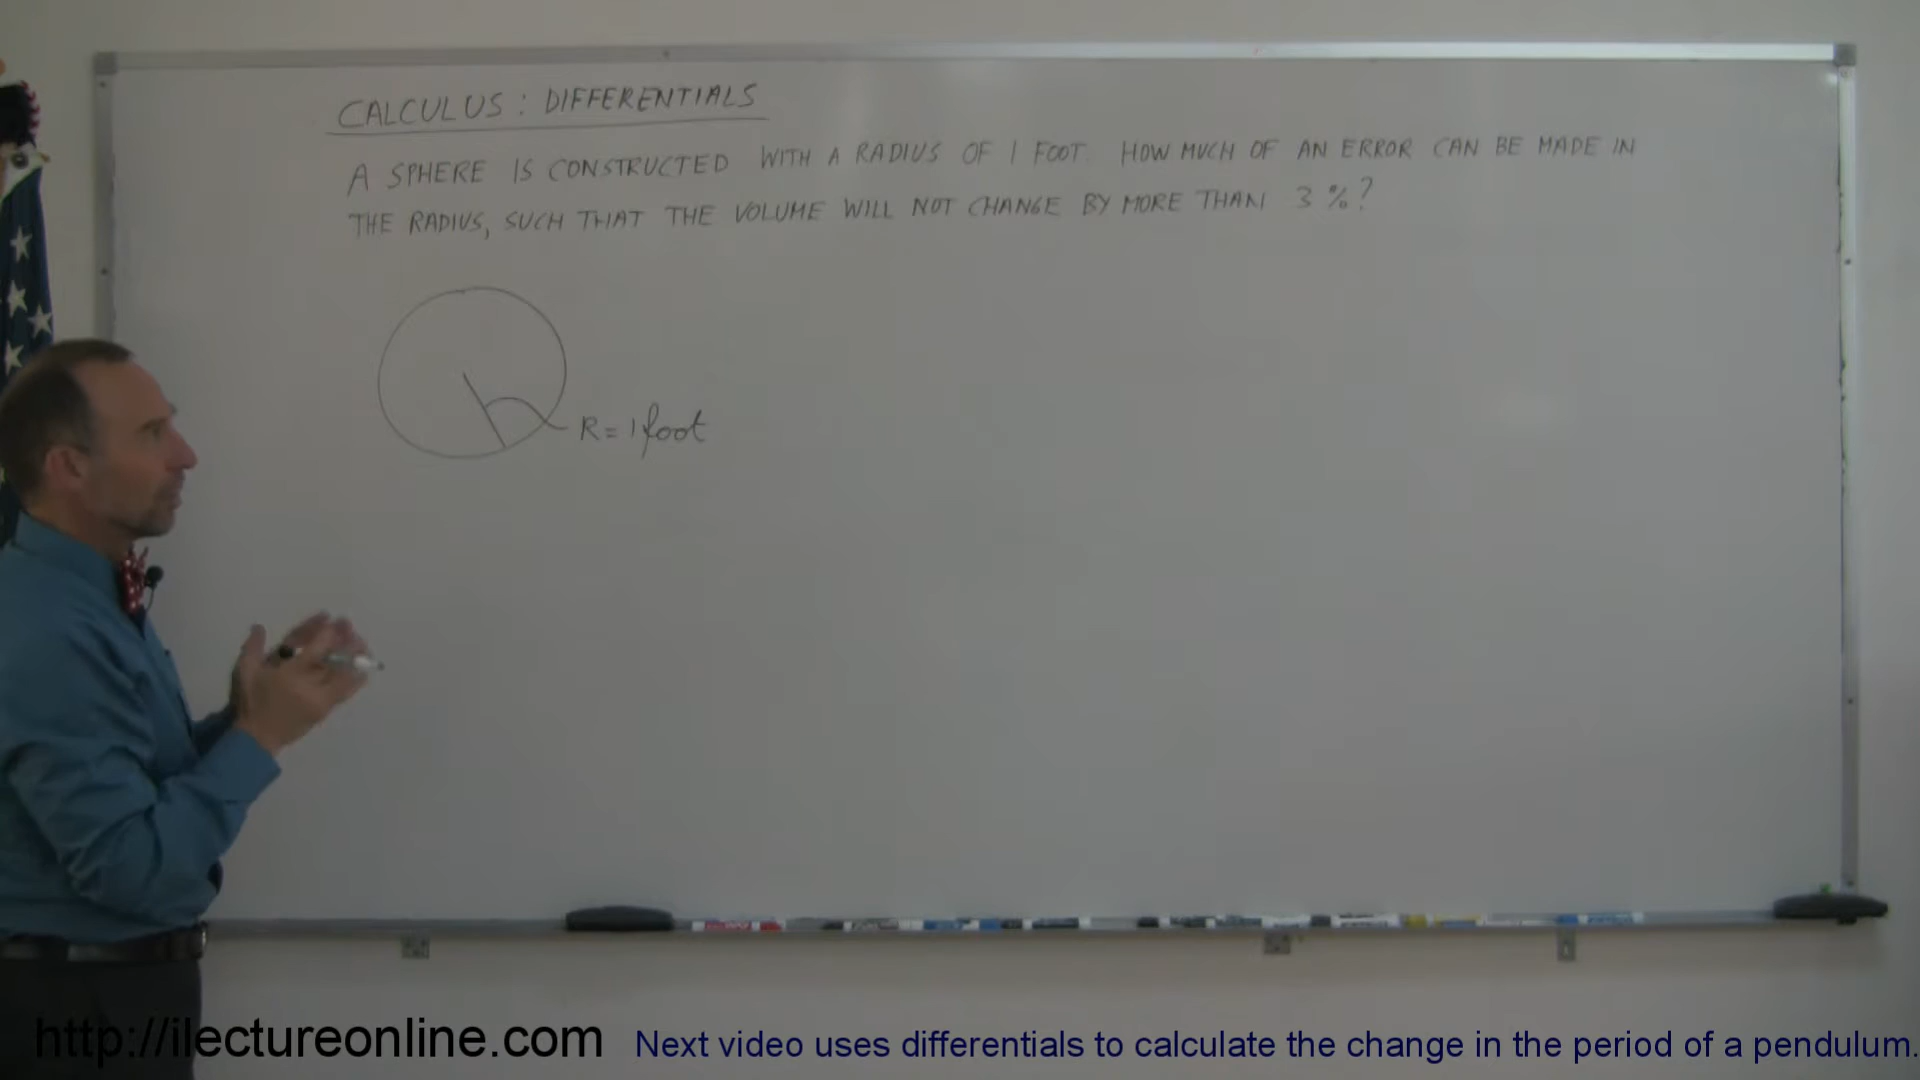 CALCULUS: DIFFERENTIALS
A SPHERE IS CONSTRUCTED WITH A RADIUS OF 1 FOOT. HOW MUCH OF AN ERROR CAN BE MADE IN
THE RADIUS, SUCH THAT THE VOLUME WILL NOT CHANGE BY MORE THAN 3%?
R = 1 foot
http://ilectureonline.com
Next video uses differentials to calculate the change in the period of a pendulum.